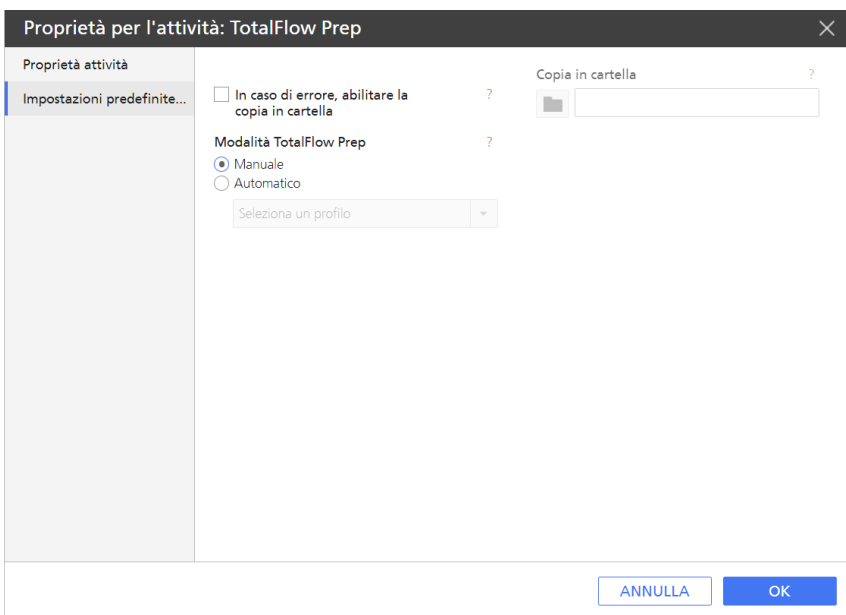 Proprietà per l'attività: TotalFlow Prep
Proprietà attività
Impostazioni predefinite...
In caso di errore, abilitare la ?
copia in cartella
Modalità TotalFlow Prep ?
Manuale
Automatico
Seleziona un profilo
Copia in cartella ?
ANNULLA OK